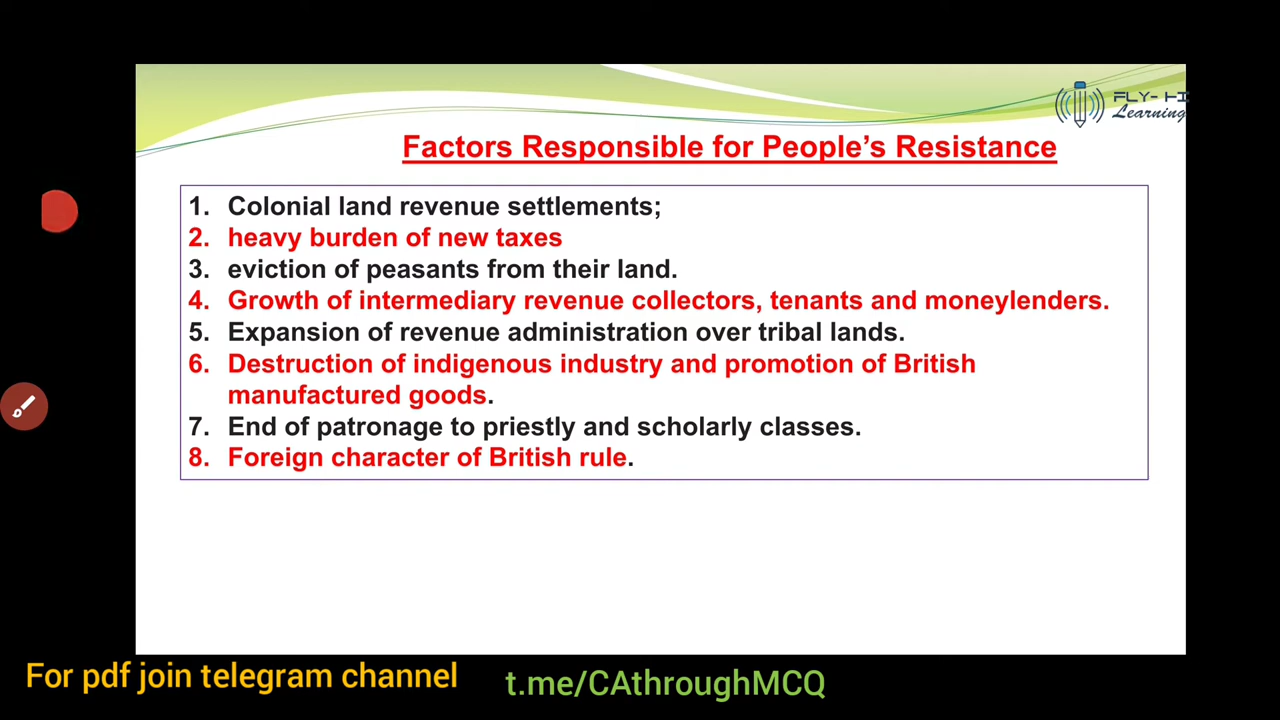 FLY-HI
Learning
Factors Responsible for People's Resistance
1. Colonial land revenue settlements;
2. heavy burden of new taxes
3. eviction of peasants from their land.
4. Growth of intermediary revenue collectors, tenants and moneylenders.
5. Expansion of revenue administration over tribal lands.
6. Destruction of indigenous industry and promotion of British
manufactured goods.
7. End of patronage to priestly and scholarly classes.
8. Foreign character of British rule.
For pdf join telegram channel
t.me/CAthroughMCQ